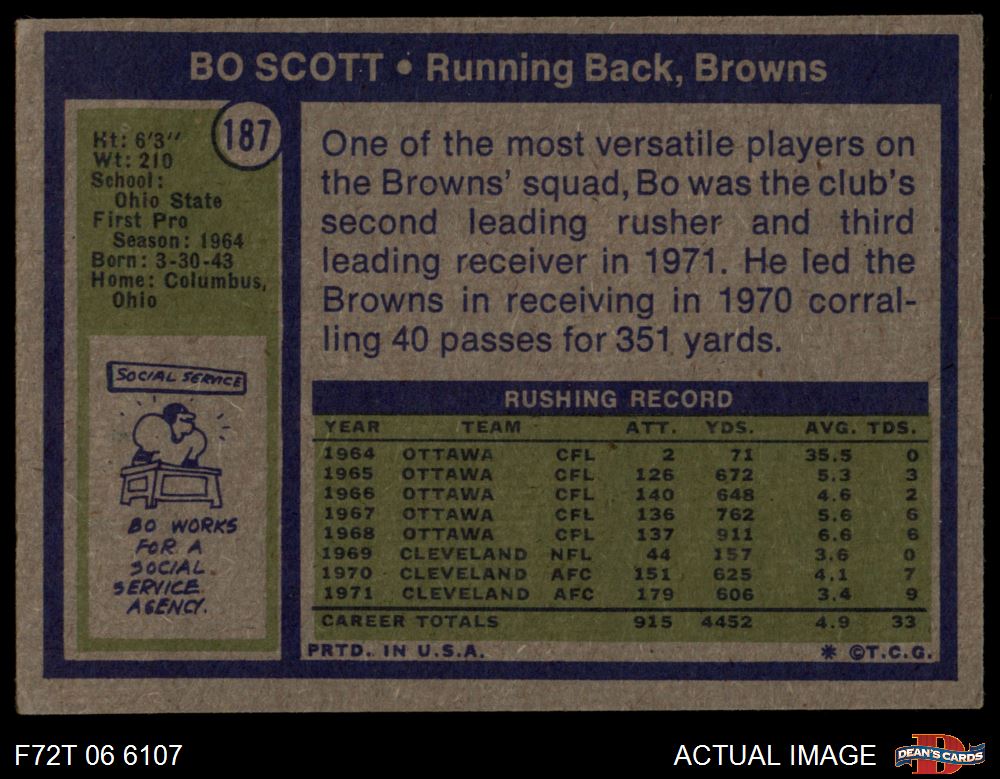 BO SCOTT • Running Back, Browns
187
Ht: 6'3"
Wt: 210
School:
Ohio State
First Pro
Season: 1964
Born: 3-30-43
Home: Columbus,
Ohio
SOCIAL SERVICE
BO WORKS
FOR A
SOCIAL
SERVICE
AGENCY.
One of the most versatile players on
the Browns' squad, Bo was the club's
second leading rusher and third
leading receiver in 1971. He led the
Browns in receiving in 1970 corral-
ling 40 passes for 351 yards.
RUSHING RECORD
YEAR TEAM ATT. YDS. AVG. TDS.
1964 OTTAWA CFL 2 71 35.5 0
1965 OTTAWA CFL 126 672 5.3 3
1966 OTTAWA CFL 140 648 4.6 2
1967 OTTAWA CFL 136 762 5.6 6
1968 OTTAWA CFL 137 911 6.6 6
1969 CLEVELAND NFL 44 157 3.6 0
1970 CLEVELAND AFC 151 625 4.1 7
1971 CLEVELAND AFC 179 606 3.4 9
CAREER TOTALS 915 4452 4.9 33
PRTD. IN U.S.A. * ©T.C.G.
F72T 06 6107
ACTUAL IMAGE
D
DEAN'S CARDS